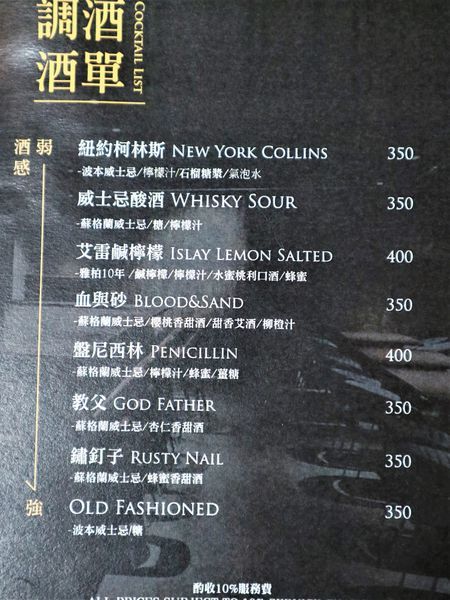 調酒
酒單
COCKTAIL LIST
酒感
弱
紐約柯林斯 NEW YORK COLLINS 350
-波本威士忌/檸檬汁/石榴糖漿/氣泡水
威士忌酸酒 WHISKY SOUR 350
-蘇格蘭威士忌/糖/檸檬汁
艾雷鹹檸檬 ISLAY LEMON SALTED 400
-雅柏10年/鹹檸檬/檸檬汁/水蜜桃利口酒/蜂蜜
血與砂 BLOOD&SAND 350
-蘇格蘭威士忌/櫻桃香甜酒/甜香艾酒/柳橙汁
盤尼西林 PENICILLIN 400
-蘇格蘭威士忌/檸檬汁/蜂蜜/薑糖
教父 GOD FATHER 350
-蘇格蘭威士忌/杏仁香甜酒
鏽釘子 RUSTY NAIL 350
-蘇格蘭威士忌/蜂蜜香甜酒
強
OLD FASHIONED 350
-波本威士忌/糖
酌收10%服務費
ALL PRICES SUBJECT TO 10%